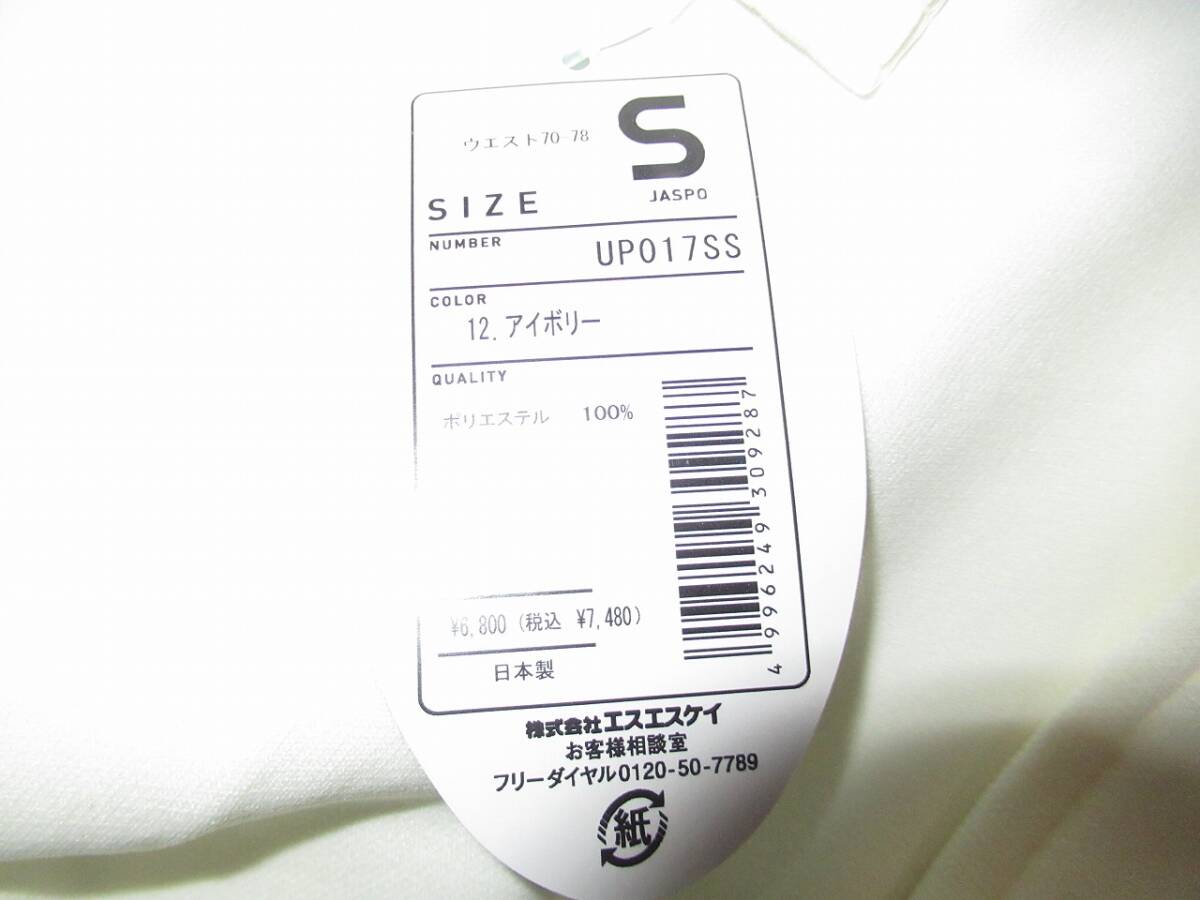 ウエスト70-78
S
SIZE
JASPO
NUMBER
UP017SS
COLOR
12.アイボリー
QUALITY
ポリエステル 100%
4 996249 309287
¥6,800(税込 ¥7,480)
日本製
株式会社エスエスケイ
お客様相談室
フリーダイヤル0120-50-7789
紙